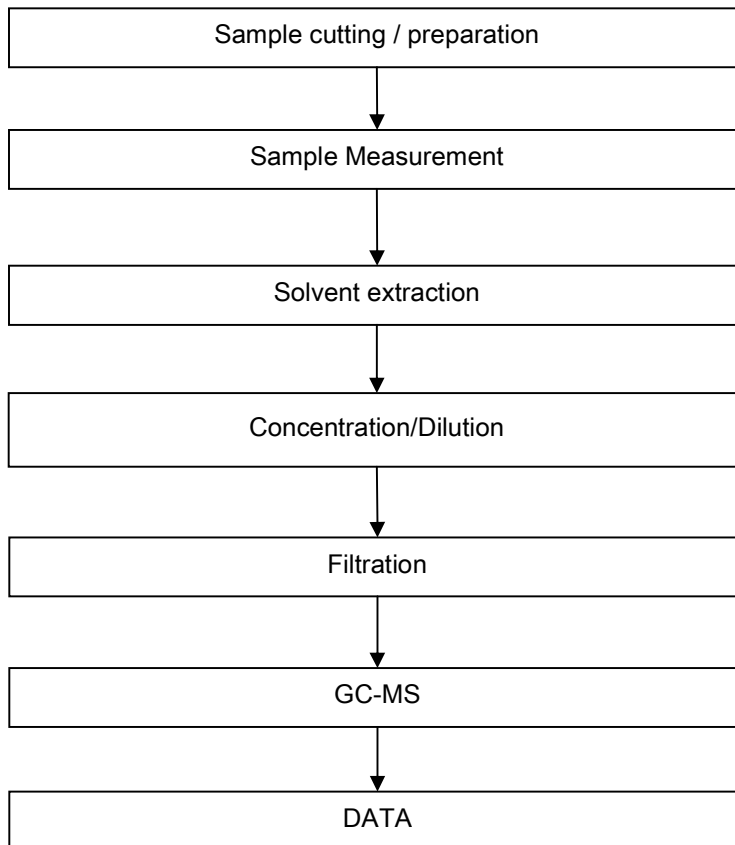 Sample cutting / preparation
Sample Measurement
Solvent extraction
Concentration/Dilution
Filtration
GC-MS
DATA